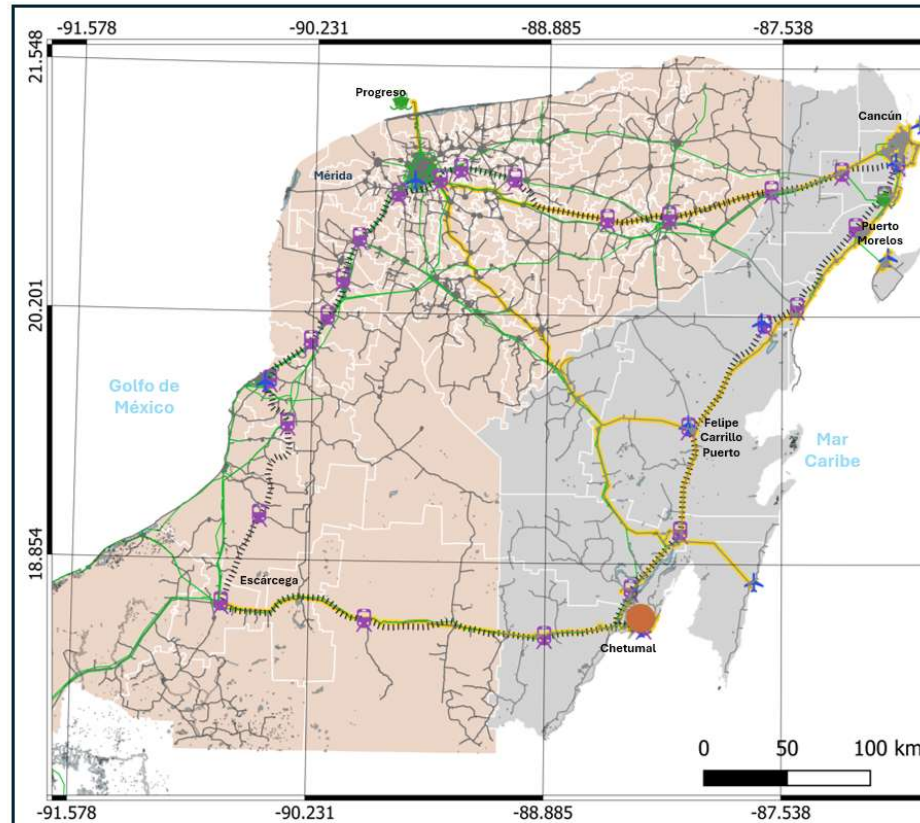 -91.578
-90.231
-88.885
-87.538
21.548
Progreso
Cancún
Mérida
Puerto
Morelos
20.201
Golfo de
México
Felipe
Carrillo
Puerto
Mar
Caribe
18.854
Escárcega
Chetumal
0
50
100 km
-91.578
-90.231
-88.885
-87.538